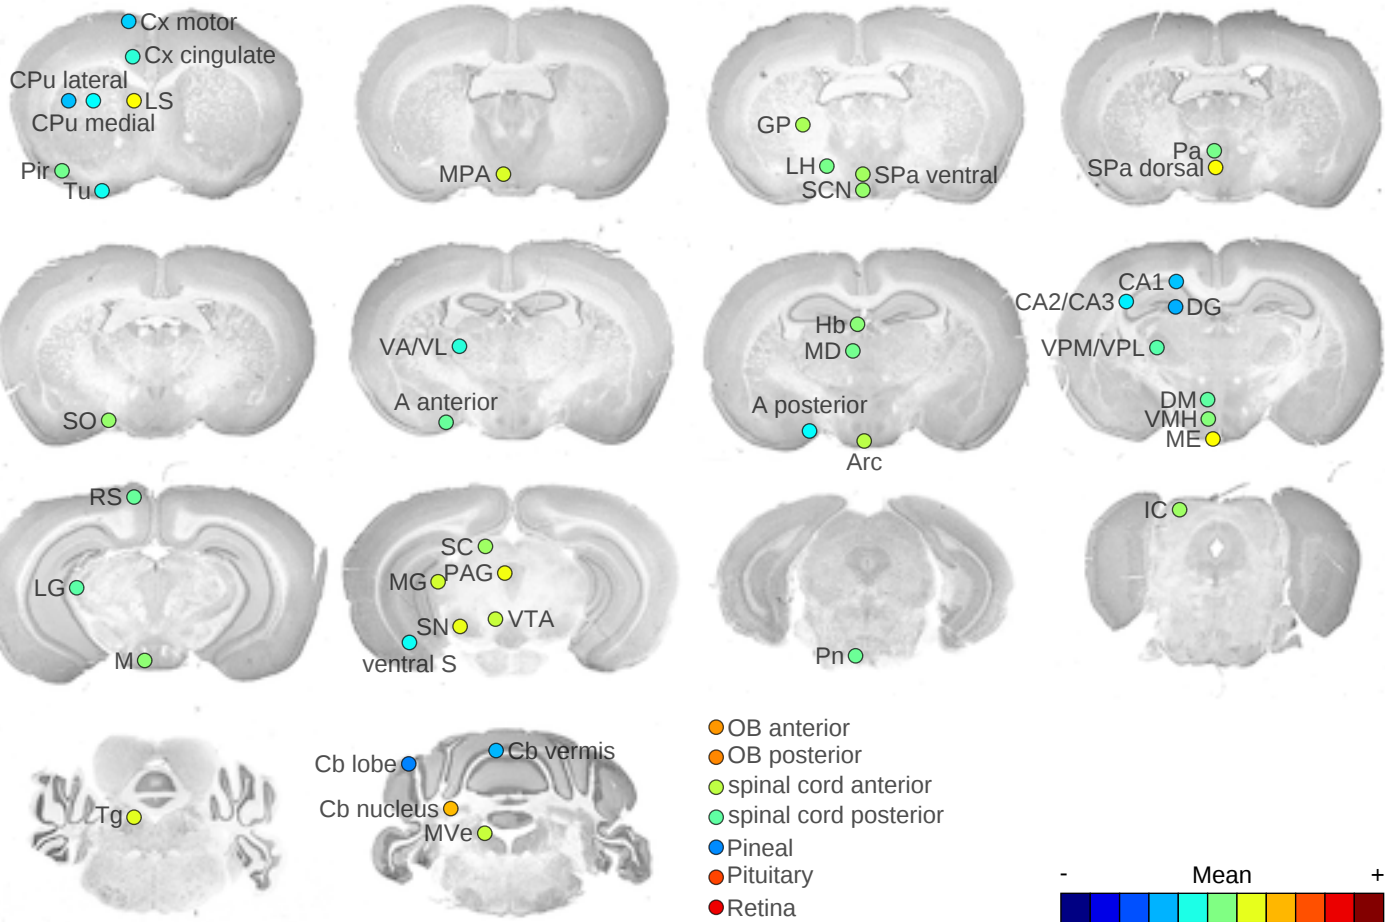 Cx motor
Cx cingulate
CPu lateral
LS
CPu medial
Pir
Tu
MPA
GP
LH
SPa ventral
SCN
Pa
SPa dorsal
SO
VA/VL
A anterior
Hb
MD
A posterior
Arc
CA1
CA2/CA3
DG
VPM/VPL
DM
VMH
ME
RS
LG
M
SC
MG
PAG
SN
VTA
ventral S
Pn
IC
Tg
Cb lobe
Cb vermis
Cb nucleus
MVe
OB anterior
OB posterior
spinal cord anterior
spinal cord posterior
Pineal
Pituitary
Retina
- Mean +